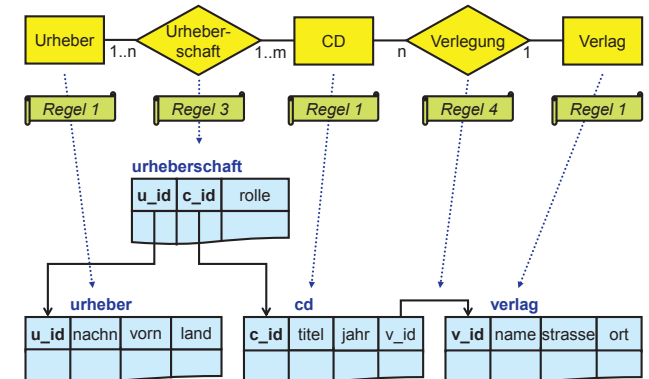 Urheber
Urheber-
schaft
CD
Verlegung
Verlag
1..n
1..m
n
1
Regel 1
Regel 3
Regel 1
Regel 4
Regel 1
urheberschaft
u_id c_id rolle
urheber
cd
verlag
u_id nachn vorn land
c_id titel jahr v_id
v_id name strasse ort